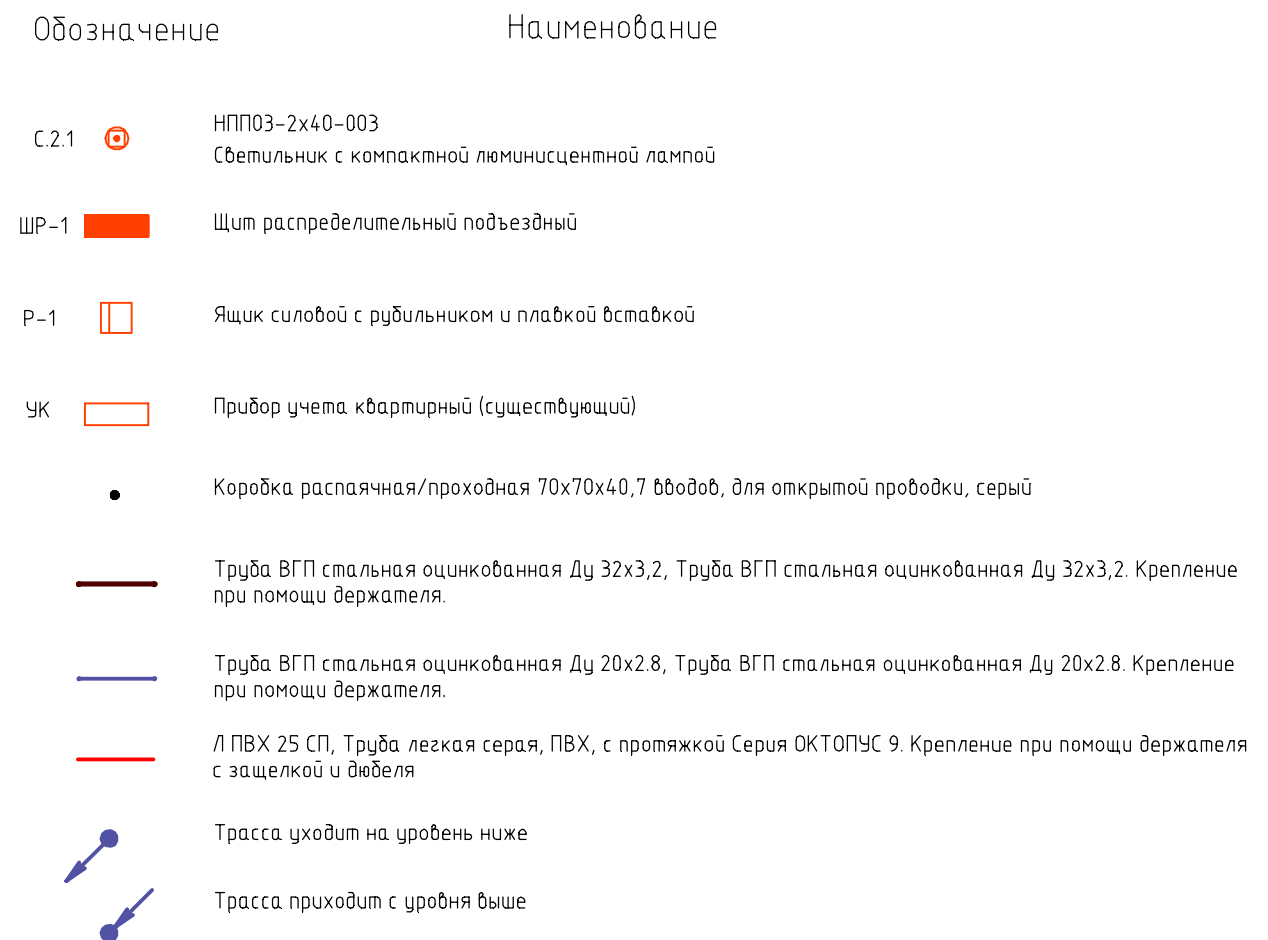 Обозначение Наименование
НПП03-2х40-003
С.2.1
Светильник с компактной люминисцентной лампой
ШР-1 Щит распределительный подъездный
Р-1 Ящик силовой с рубильником и плавкой вставкой
УК Прибор учета квартирный (существующий)
Коробка распаячная/проходная 70х70х40,7 вводов, для открытой проводки, серый
Труба ВГП стальная оцинкованная Ду 32х3,2, Труба ВГП стальная оцинкованная Ду 32х3,2. Крепление
при помощи держателя.
Труба ВГП стальная оцинкованная Ду 20х2.8, Труба ВГП стальная оцинкованная Ду 20х2.8. Крепление
при помощи держателя.
Л ПВХ 25 СП, Труба легкая серая, ПВХ, с протяжкой Серия ОКТОПУС 9. Крепление при помощи держателя
с защелкой и дюбеля
Трасса уходит на уровень ниже
Трасса приходит с уровня выше